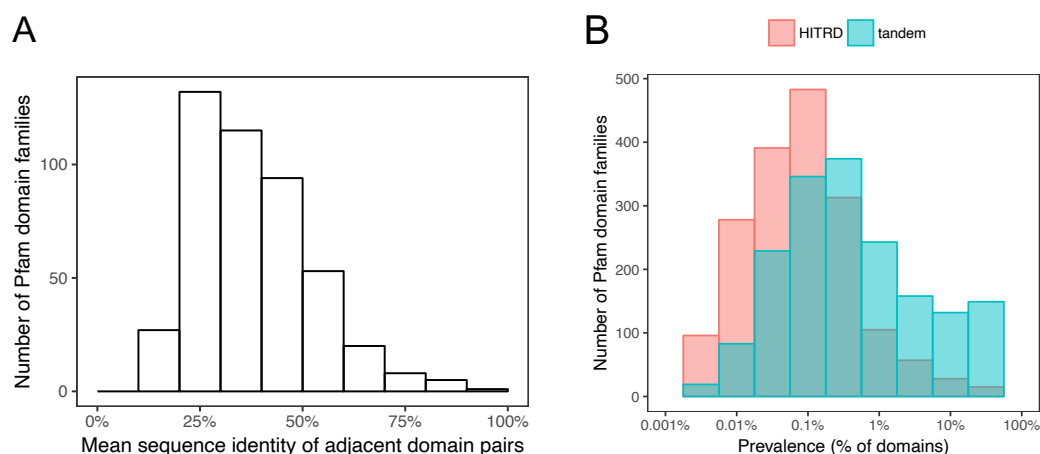 A
Number of Pfam domain families
100
50
0
0%
25%
50%
75%
100%
Mean sequence identity of adjacent domain pairs
B
HITRD
tandem
Number of Pfam domain families
500
400
300
200
100
0
0.001%
0.01%
0.1%
1%
10%
100%
Prevalence (% of domains)